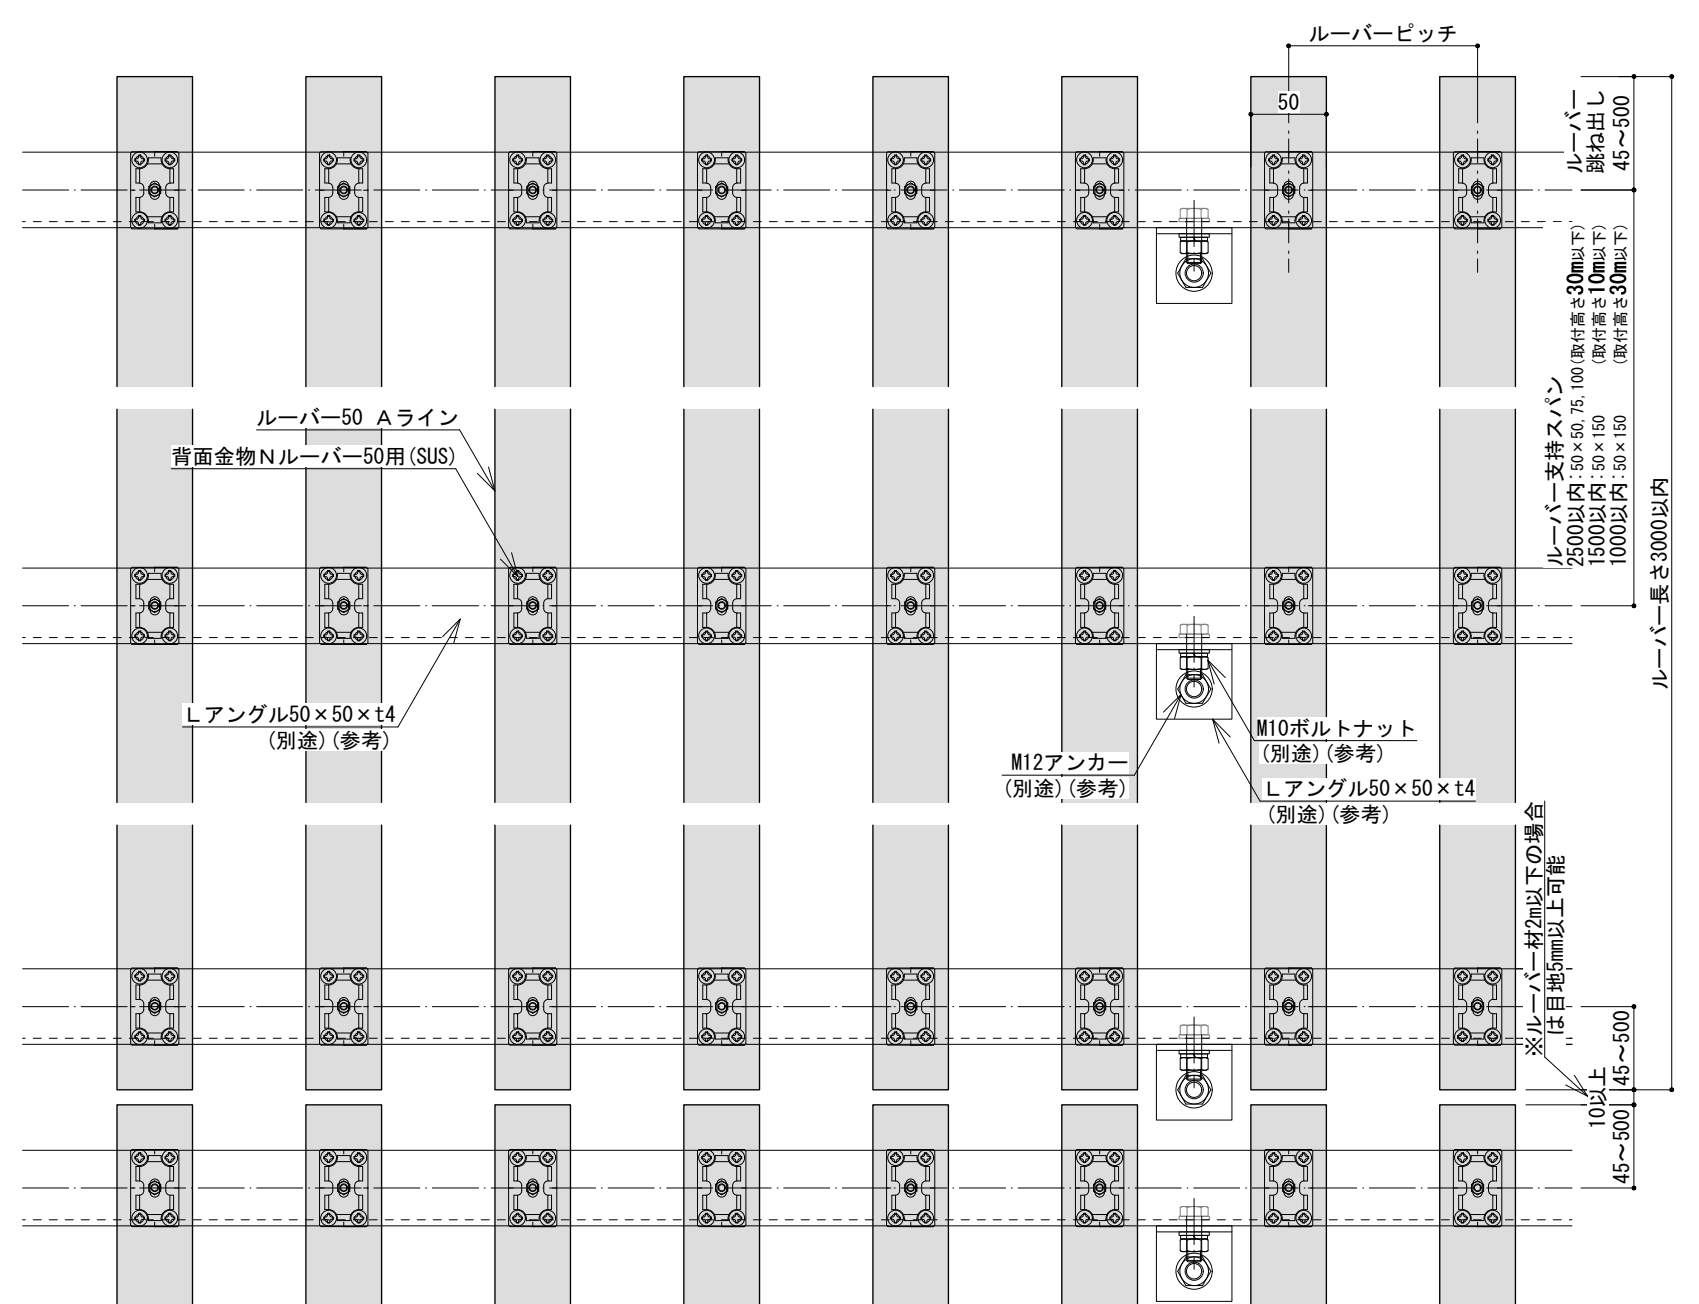 ルーバーピッチ
50
ルーバー
跳ね出し
45~500
ルーバー支持スパン
2500以内:50×50,75,100(取付高さ30m以下)
1500以内:50×150 (取付高さ10m以下)
1000以内:50×150 (取付高さ30m以下)
ルーバー長さ3000以内
ルーバー50 Aライン
背面金物Nルーバー50用(SUS)
Lアングル50×50×t4
(別途)(参考)
M10ボルトナット
(別途)(参考)
M12アンカー
(別途)(参考)
Lアングル50×50×t4
(別途)(参考)
※ルーバー材2m以下の場合
は目地5mm以上可能
45~500
10以上
45~500